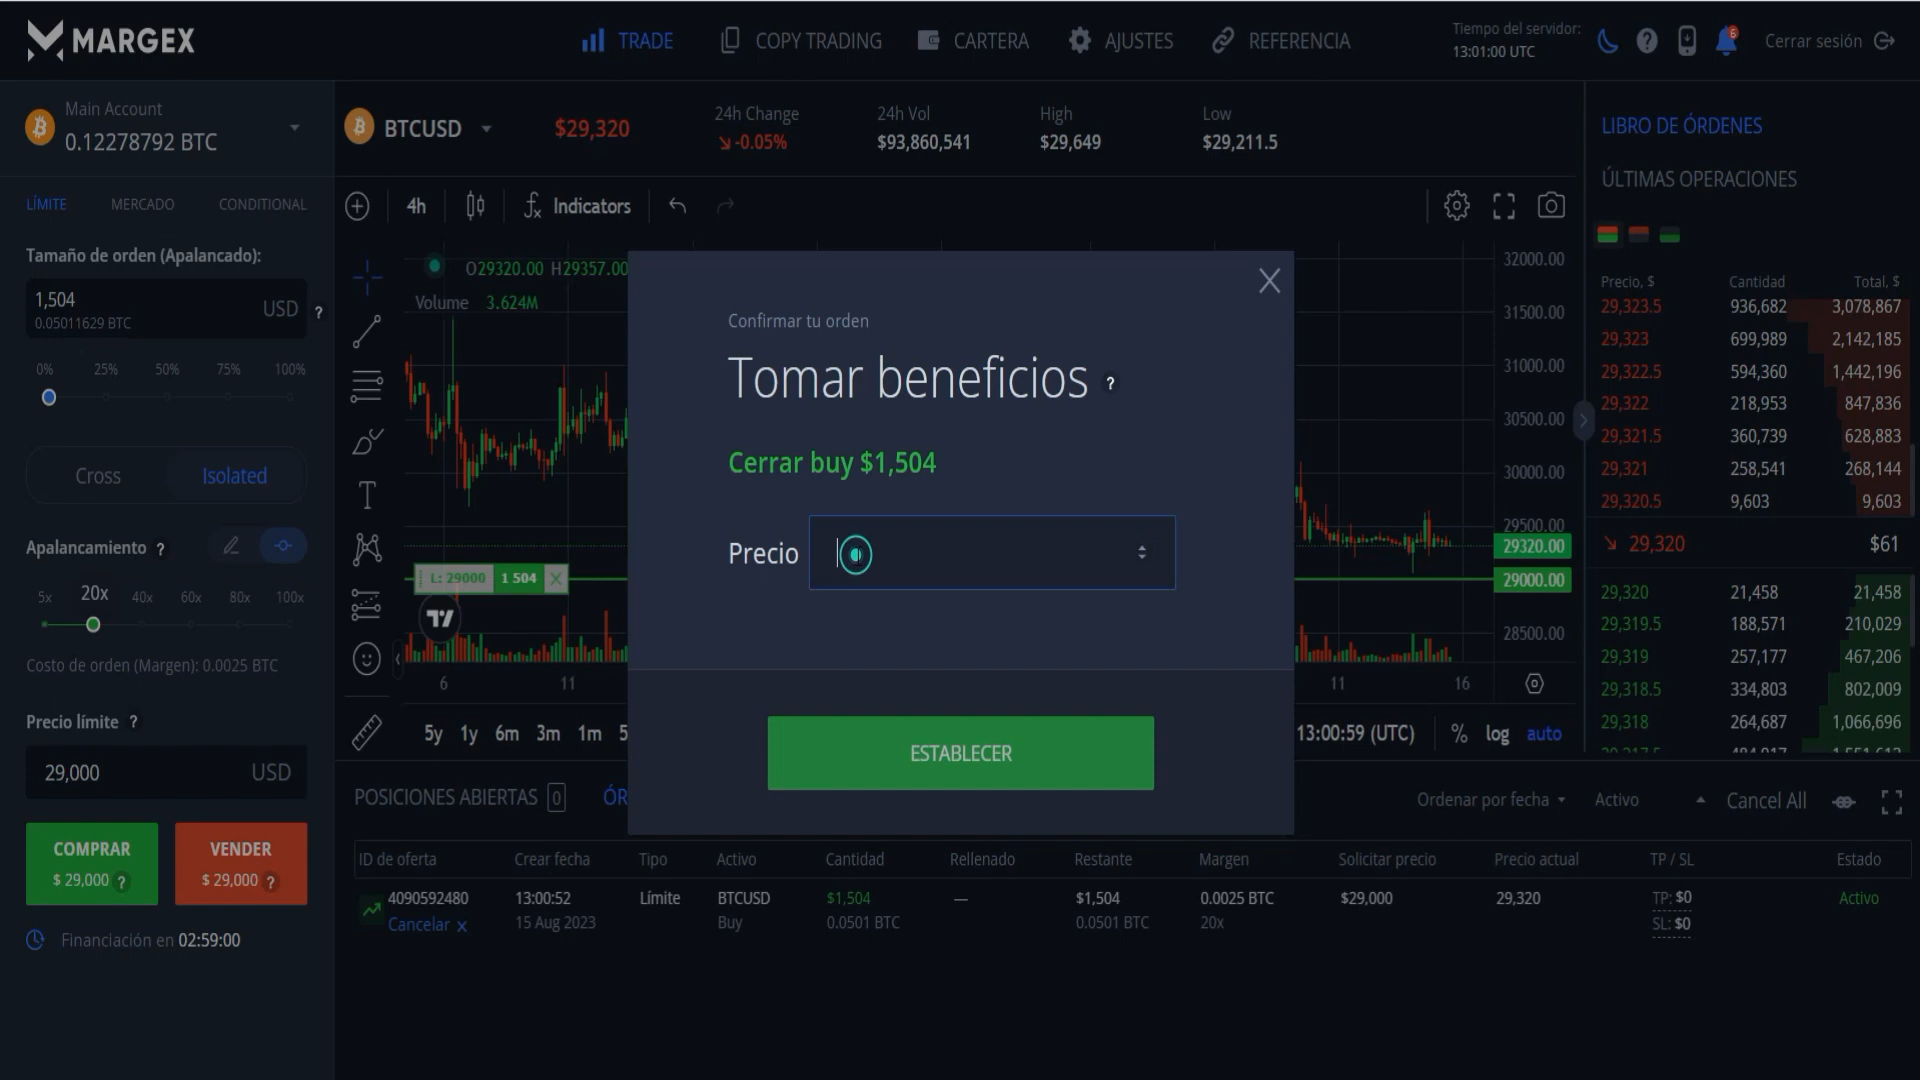 MARGEX
TRADE
COPY TRADING
CARTERA
AJUSTES
REFERENCIA
Tiempo del servidor:
13:01:00 UTC
6
Cerrar sesión
Main Account
0.12278792 BTC
BTCUSD
$29,320
24h Change
-0.05%
24h Vol
$93,860,541
High
$29,649
Low
$29,211.5
LÍMITE MERCADO CONDITIONAL
Tamaño de orden (Apalancado):
1,504
0.05011629 BTC
USD ?
0% 25% 50% 75% 100%
Cross Isolated
Apalancamiento ?
5x 20x 40x 60x 80x 100x
Costo de orden (Margen): 0.0025 BTC
Precio límite ?
29,000 USD
COMPRAR
$ 29,000 ?
VENDER
$ 29,000 ?
Financiación en 02:59:00
4h
Indicators
O29320.00 H29357.00
Volume 3.624M
L: 29000 1 504
32000.00
31500.00
31000.00
30500.00
30000.00
29500.00
29320.00
29000.00
28500.00
6 11 11 16
5y 1y 6m 3m 1m 5
13:00:59 (UTC) % log auto
Confirmar tu orden
Tomar beneficios ?
Cerrar buy $1,504
Precio
ESTABLECER
LIBRO DE ÓRDENES
ÚLTIMAS OPERACIONES
Precio, $ Cantidad Total, $
29,323.5 936,682 3,078,867
29,323 699,989 2,142,185
29,322.5 594,360 1,442,196
29,322 218,953 847,836
29,321.5 360,739 628,883
29,321 258,541 268,144
29,320.5 9,603 9,603
29,320 $61
29,320 21,458 21,458
29,319.5 188,571 210,029
29,319 257,177 467,206
29,318.5 334,803 802,009
29,318 264,687 1,066,696
29,317.5 484,917 1,551,613
POSICIONES ABIERTAS 0
ÓR
Ordenar por fecha
Activo
Cancel All
ID de oferta Crear fecha Tipo Activo Cantidad Rellenado Restante Margen Solicitar precio Precio actual TP / SL Estado
4090592480 13:00:52 Límite BTCUSD $1,504 — $1,504 0.0025 BTC $29,000 29,320 TP: $0 Activo
Cancelar x 15 Aug 2023 Buy 0.0501 BTC 0.0501 BTC 20x SL: $0